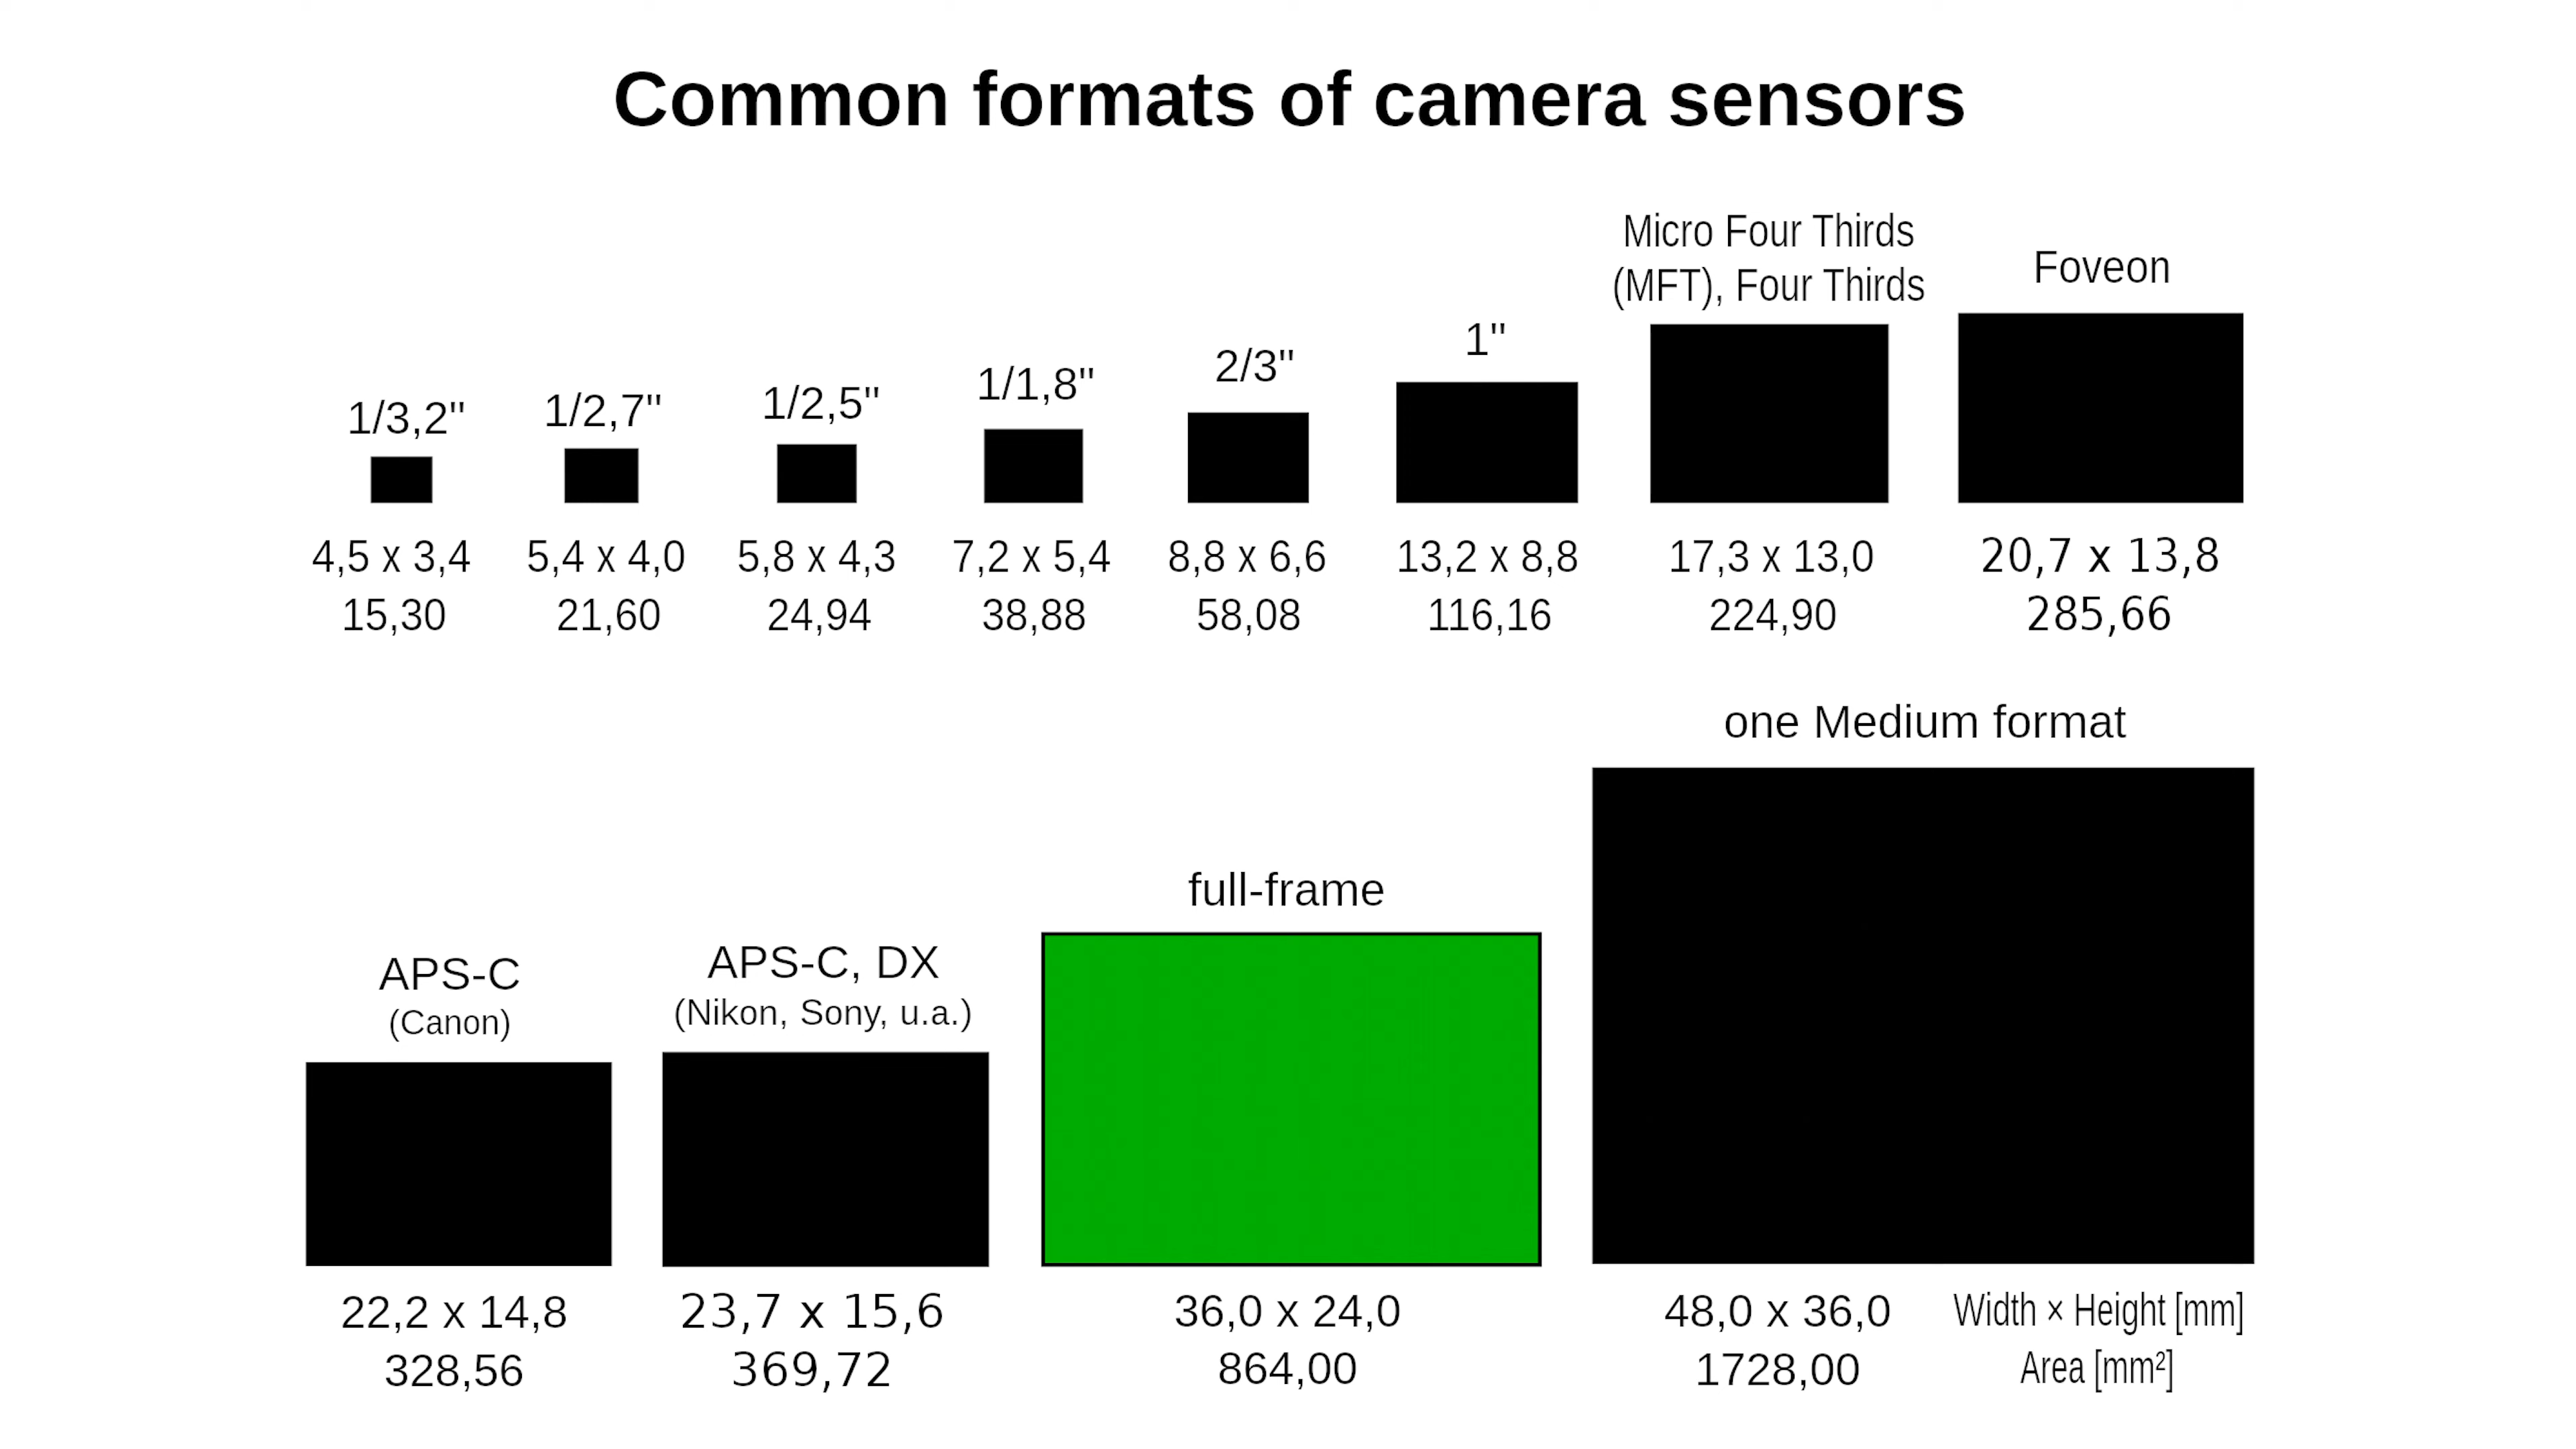 Common formats of camera sensors
1/3,2"
4,5 x 3,4
15,30
1/2,7"
5,4 x 4,0
21,60
1/2,5"
5,8 x 4,3
24,94
1/1,8"
7,2 x 5,4
38,88
2/3"
8,8 x 6,6
58,08
1"
13,2 x 8,8
116,16
Micro Four Thirds
(MFT), Four Thirds
17,3 x 13,0
224,90
Foveon
20,7 x 13,8
285,66
APS-C
(Canon)
22,2 x 14,8
328,56
APS-C, DX
(Nikon, Sony, u.a.)
23,7 x 15,6
369,72
full-frame
36,0 x 24,0
864,00
one Medium format
48,0 x 36,0
1728,00
Width × Height [mm]
Area [mm²]